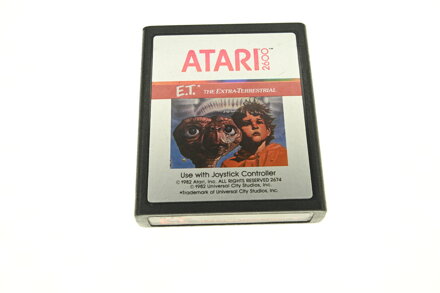 ATARI 2600™
E.T.* THE EXTRA-TERRESTRIAL
Use with Joystick Controller
© 1982 Atari, Inc. ALL RIGHTS RESERVED 2674
© 1982 Universal City Studios, Inc.
*Trademark of Universal City Studios, Inc